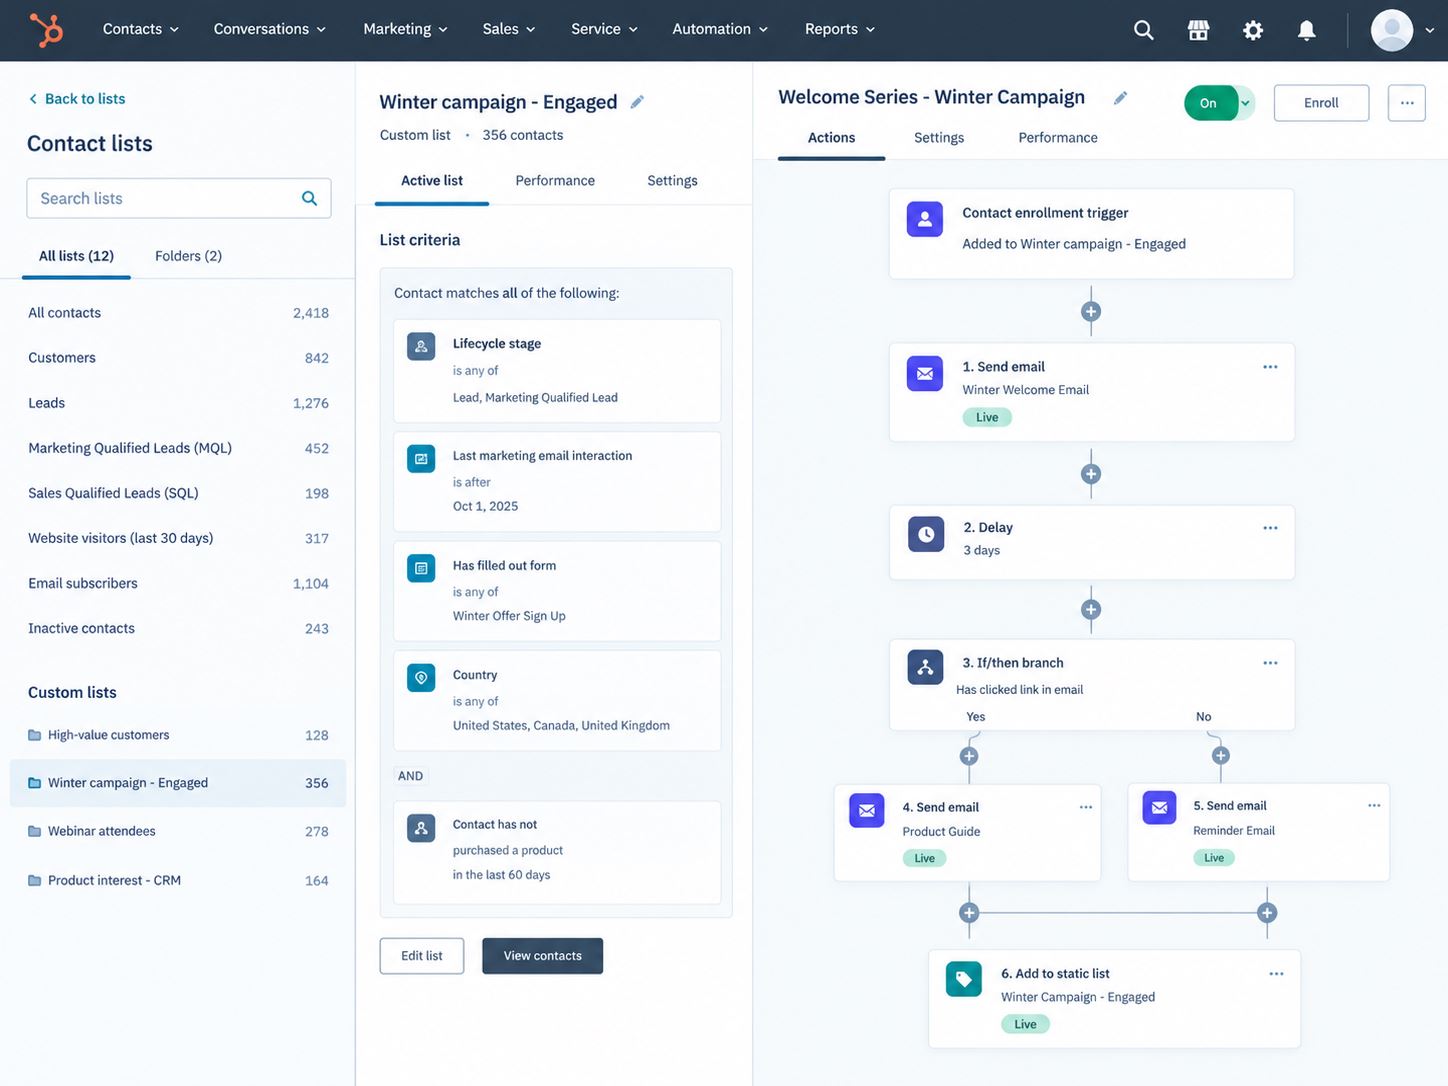 Contacts
Conversations
Marketing
Sales
Service
Automation
Reports
Back to lists
Contact lists
Search lists
All lists (12)
Folders (2)
All contacts 2,418
Customers 842
Leads 1,276
Marketing Qualified Leads (MQL) 452
Sales Qualified Leads (SQL) 198
Website visitors (last 30 days) 317
Email subscribers 1,104
Inactive contacts 243
Custom lists
High-value customers 128
Winter campaign - Engaged 356
Webinar attendees 278
Product interest - CRM 164
Winter campaign - Engaged
Custom list • 356 contacts
Active list
Performance
Settings
List criteria
Contact matches all of the following:
Lifecycle stage
is any of
Lead, Marketing Qualified Lead
Last marketing email interaction
is after
Oct 1, 2025
Has filled out form
is any of
Winter Offer Sign Up
Country
is any of
United States, Canada, United Kingdom
AND
Contact has not
purchased a product
in the last 60 days
Edit list
View contacts
Welcome Series - Winter Campaign
On
Enroll
Actions
Settings
Performance
Contact enrollment trigger
Added to Winter campaign - Engaged
1. Send email
Winter Welcome Email
Live
2. Delay
3 days
3. If/then branch
Has clicked link in email
Yes
No
4. Send email
Product Guide
Live
5. Send email
Reminder Email
Live
6. Add to static list
Winter Campaign - Engaged
Live